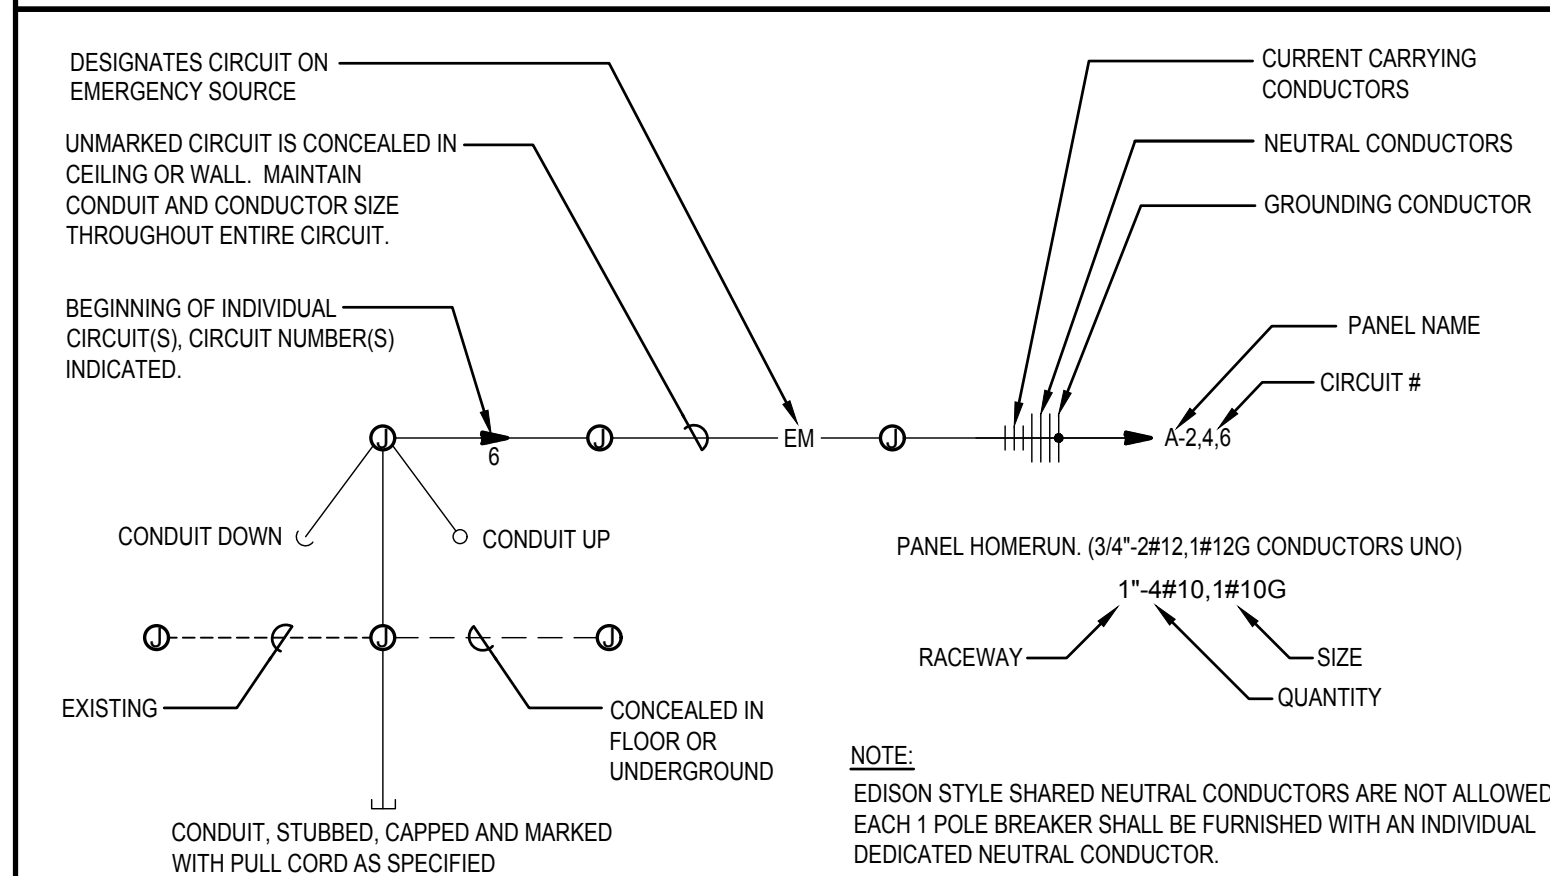 DESIGNATES CIRCUIT ON
EMERGENCY SOURCE
UNMARKED CIRCUIT IS CONCEALED IN
CEILING OR WALL. MAINTAIN
CONDUIT AND CONDUCTOR SIZE
THROUGHOUT ENTIRE CIRCUIT.
BEGINNING OF INDIVIDUAL
CIRCUIT(S), CIRCUIT NUMBER(S)
INDICATED.
CURRENT CARRYING
CONDUCTORS
NEUTRAL CONDUCTORS
GROUNDING CONDUCTOR
PANEL NAME
CIRCUIT #
J
6
J
EM
J
A-2,4,6
CONDUIT DOWN
CONDUIT UP
J
J
J
EXISTING
CONCEALED IN
FLOOR OR
UNDERGROUND
CONDUIT, STUBBED, CAPPED AND MARKED
WITH PULL CORD AS SPECIFIED
PANEL HOMERUN. (3/4"-2#12,1#12G CONDUCTORS UNO)
1"-4#10,1#10G
RACEWAY
SIZE
QUANTITY
NOTE:
EDISON STYLE SHARED NEUTRAL CONDUCTORS ARE NOT ALLOWED
EACH 1 POLE BREAKER SHALL BE FURNISHED WITH AN INDIVIDUAL
DEDICATED NEUTRAL CONDUCTOR.